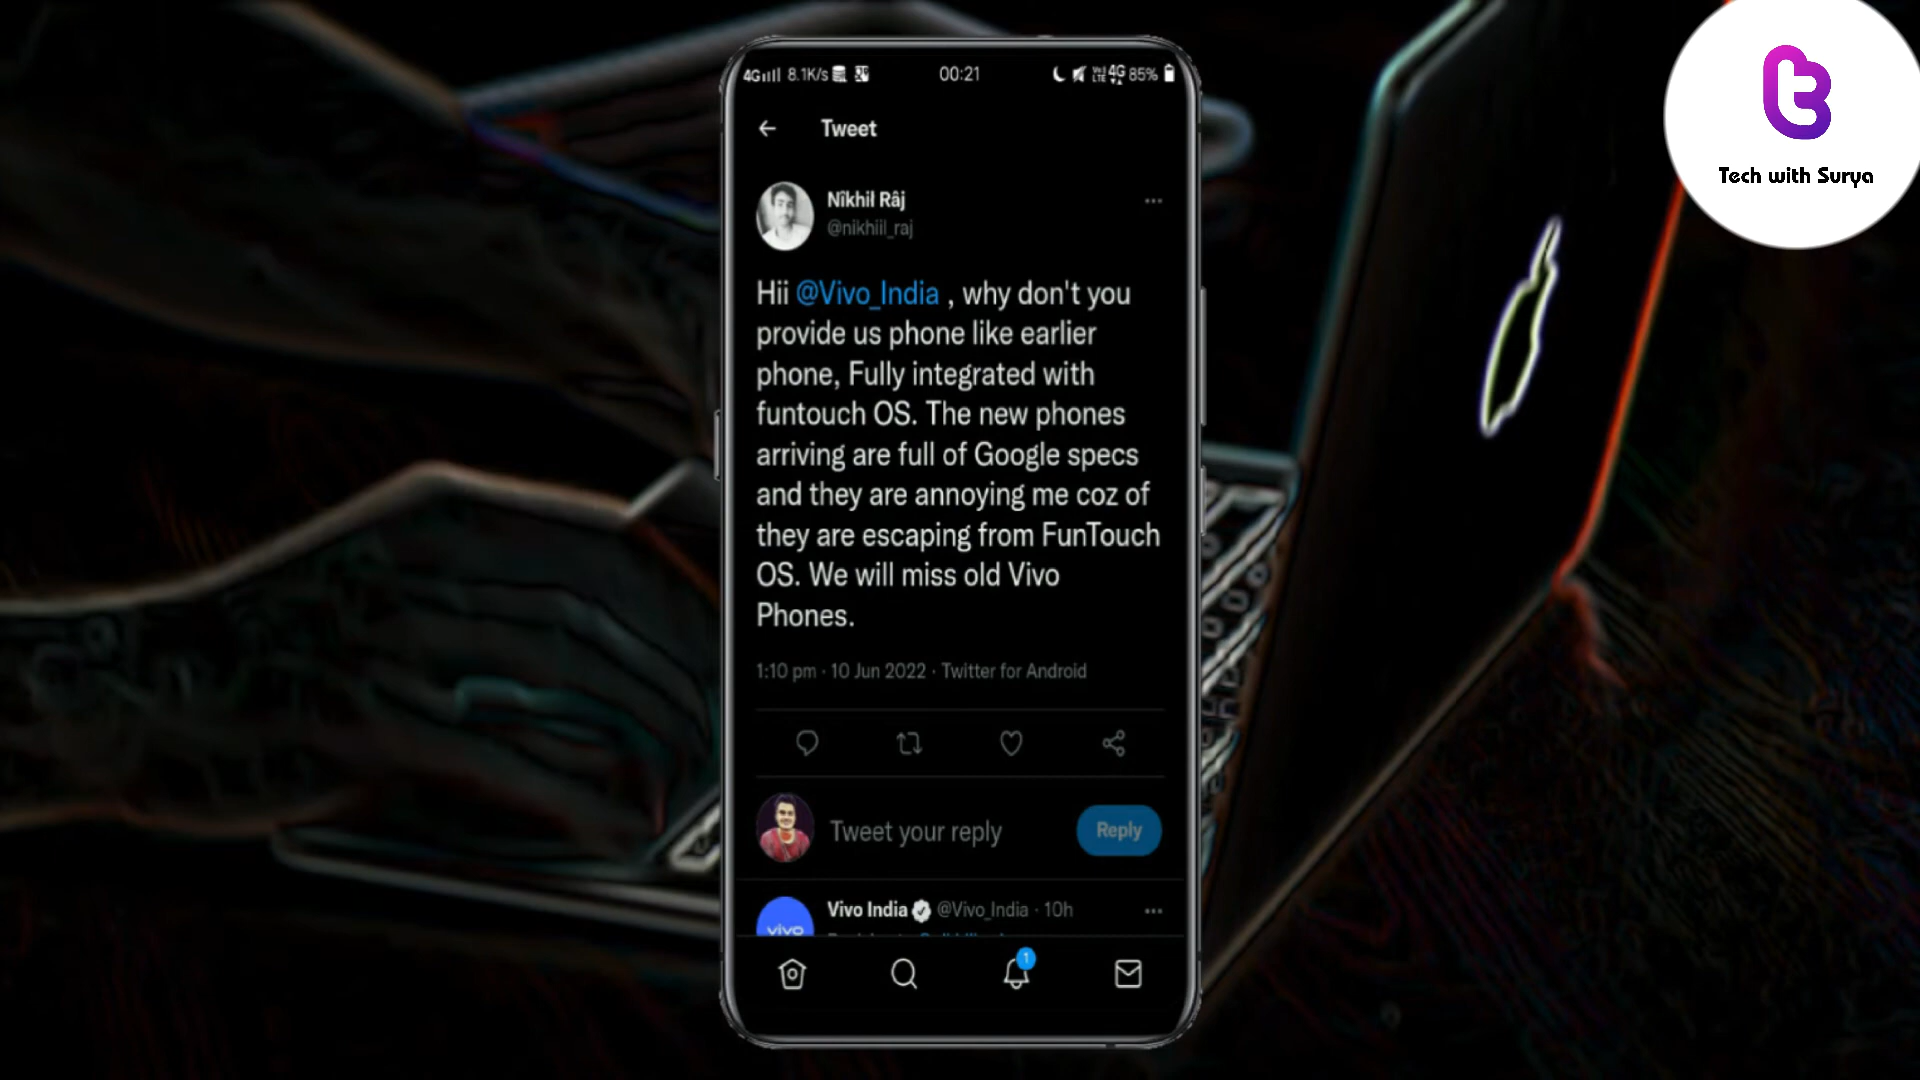 4G 8.1K/s 00:21 VoLTE 4G 85%
Tweet
Tech with Surya
Nîkhil Râj
@nikhiil_raj
Hii @Vivo_India , why don't you
provide us phone like earlier
phone, Fully integrated with
funtouch OS. The new phones
arriving are full of Google specs
and they are annoying me coz of
they are escaping from FunTouch
OS. We will miss old Vivo
Phones.
1:10 pm · 10 Jun 2022 · Twitter for Android
Tweet your reply
Reply
Vivo India @Vivo_India · 10h
vivo
1